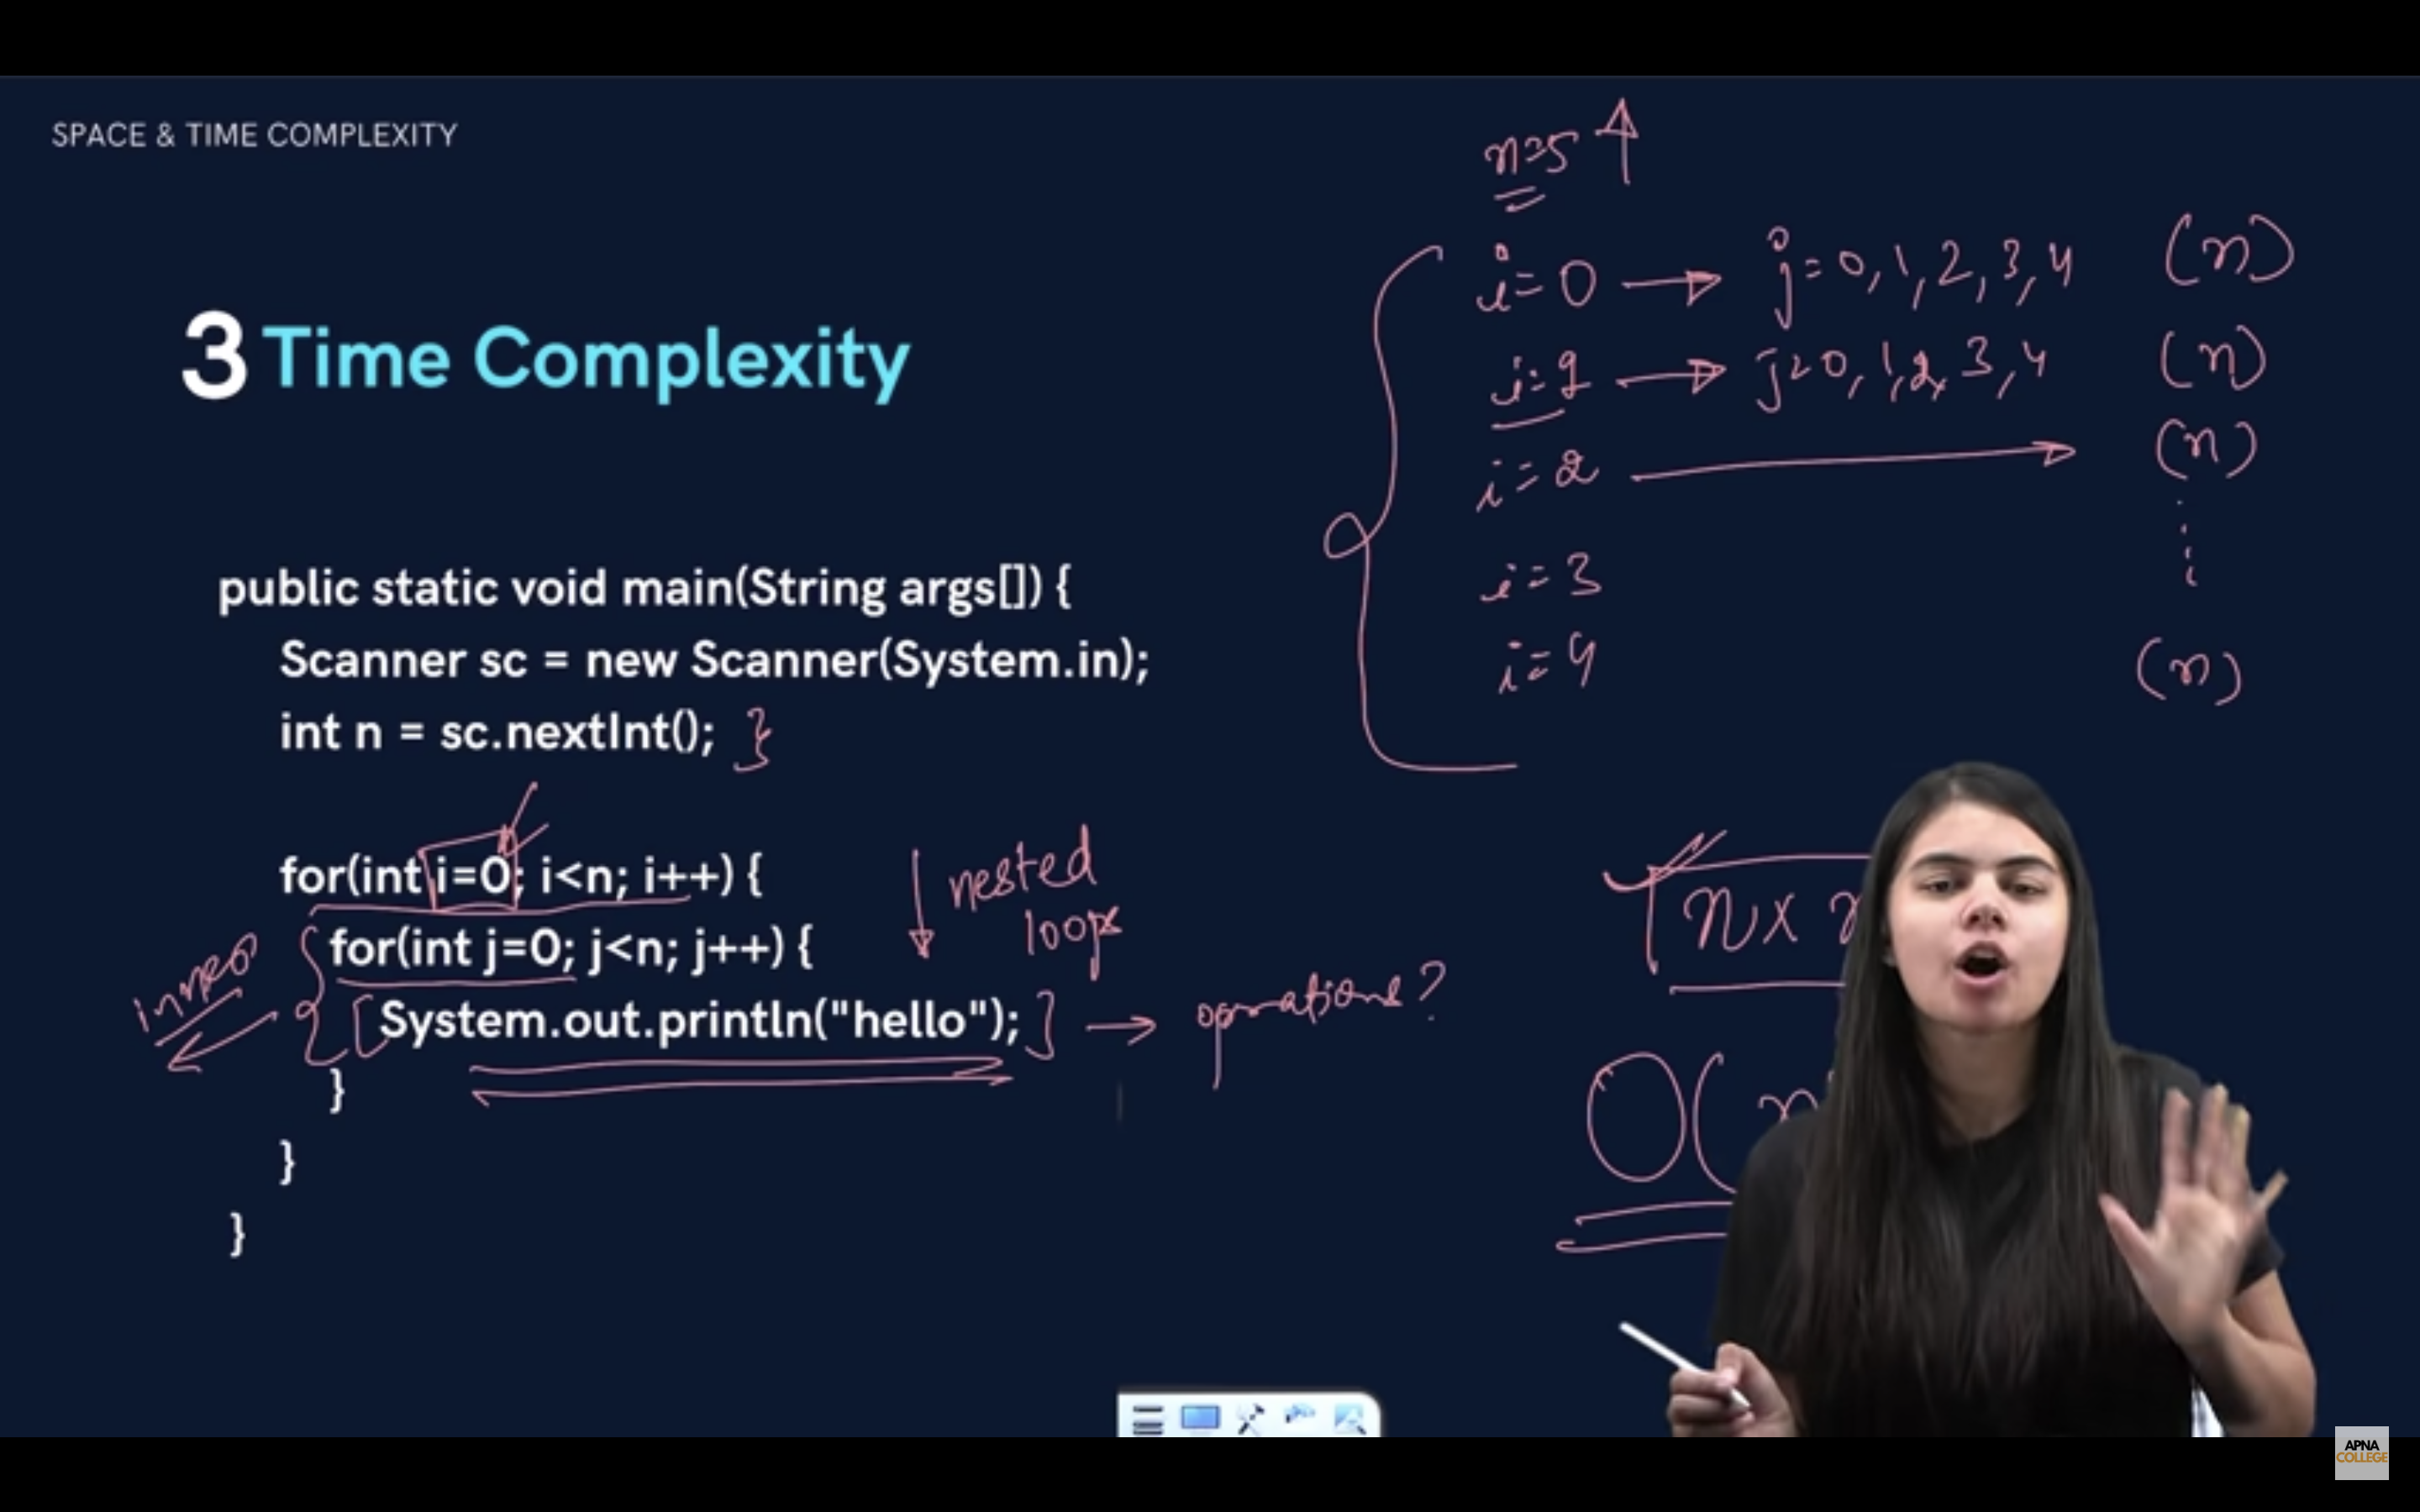 SPACE & TIME COMPLEXITY
3 Time Complexity
public static void main(String args[]) {
Scanner sc = new Scanner(System.in);
int n = sc.nextInt(); }
for(int i=0; i<n; i++) {
for(int j=0; j<n; j++) {
System.out.println("hello");
}
}
}
inner
nested
loops
→ operations?
n=5 ↑
i=0 → j=0,1,2,3,4 (n)
i=1 → j=0,1,2,3,4 (n)
i=2 → (n)
i=3
i=4 (n)
n x
O( n
APNA
COLLEGE